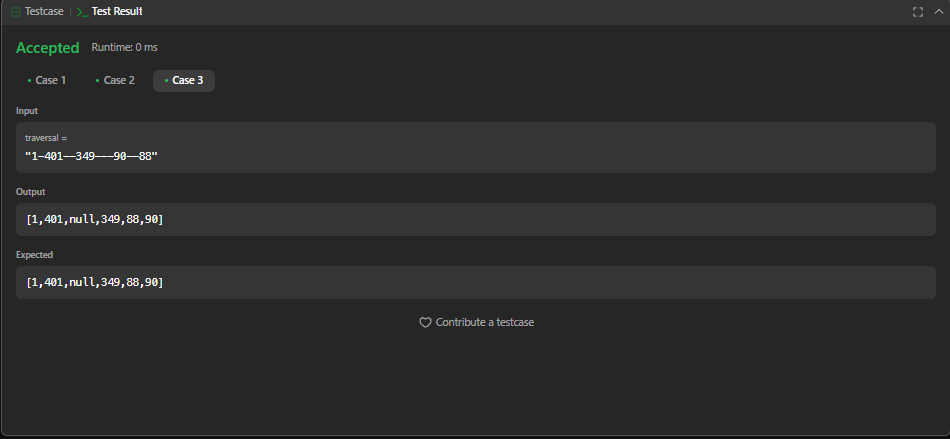 Testcase
Test Result
Accepted Runtime: 0 ms
Case 1 Case 2 Case 3
Input
traversal =
"1-401--349---90--88"
Output
[1,401,null,349,88,90]
Expected
[1,401,null,349,88,90]
Contribute a testcase